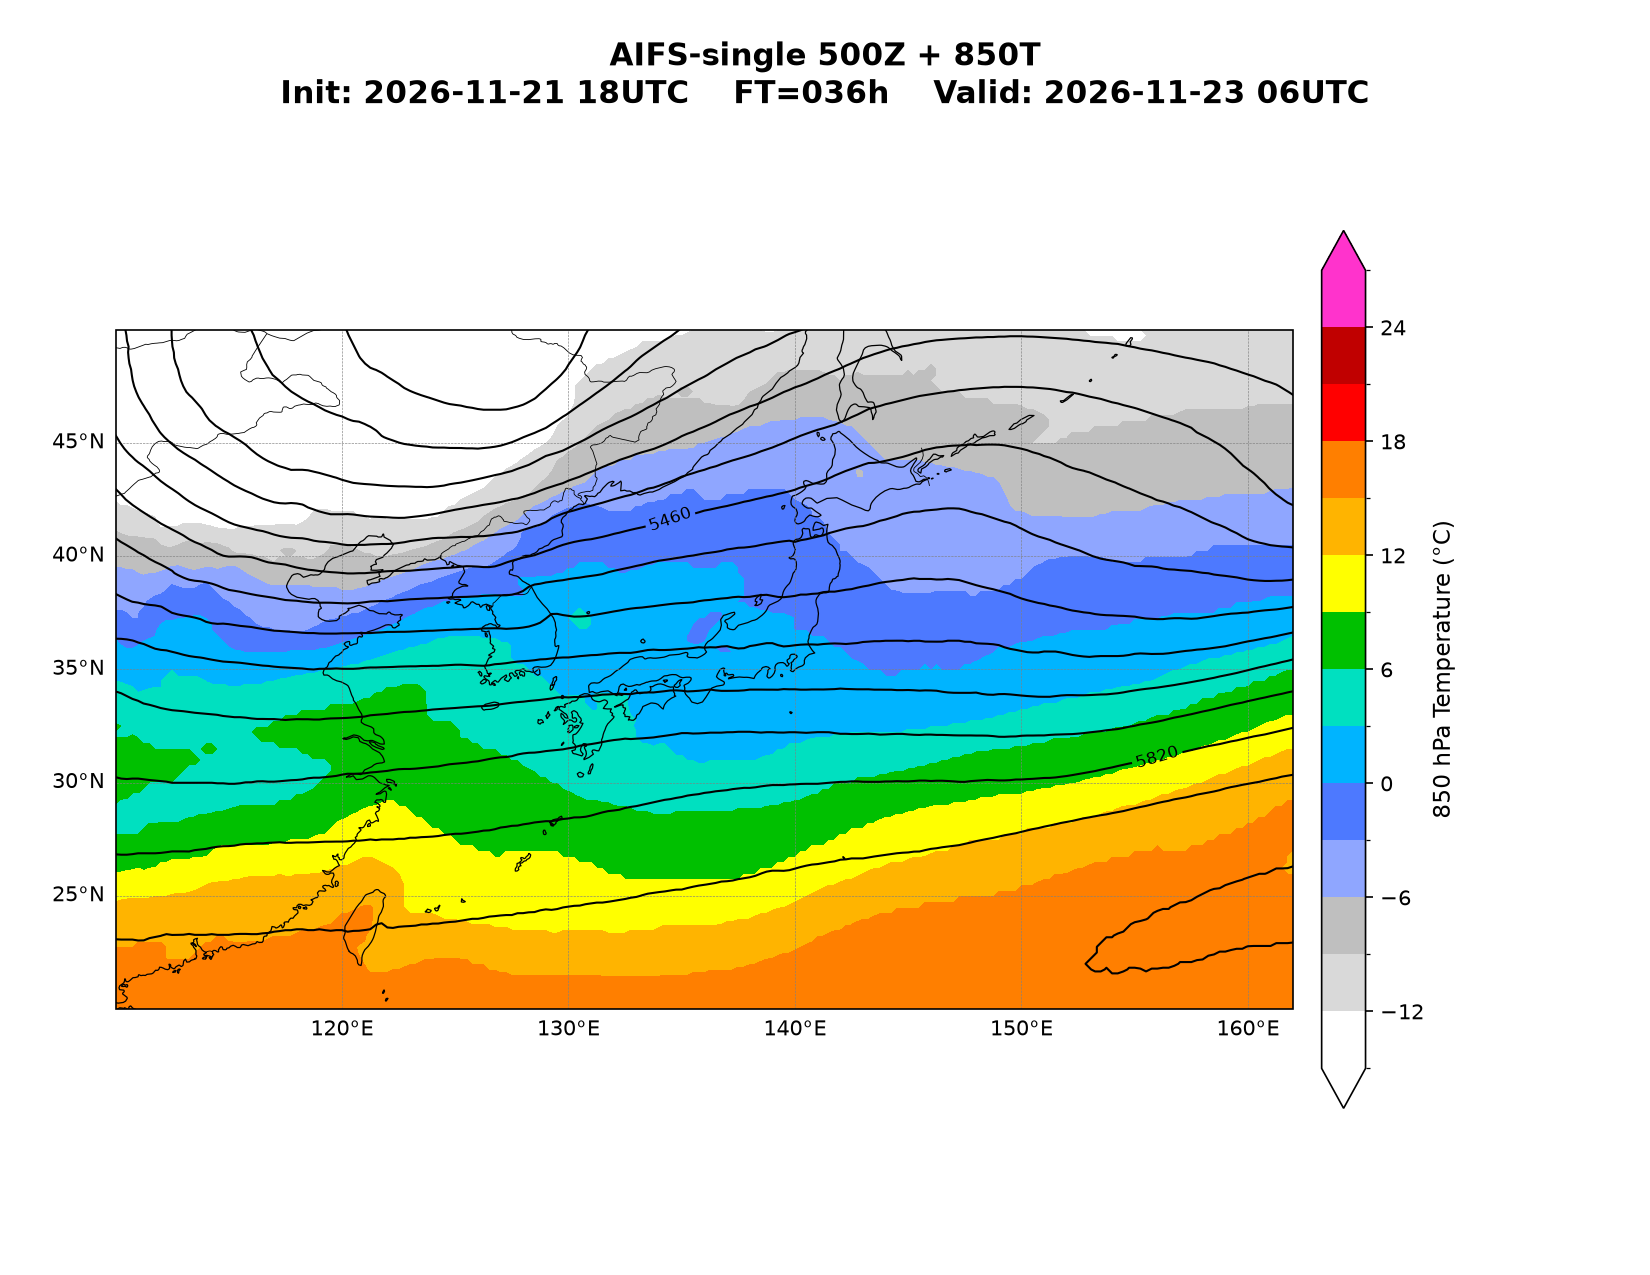 AIFS-single 500Z + 850T
Init: 2026-11-21 18UTC    FT=036h    Valid: 2026-11-23 06UTC
45°N
40°N
35°N
30°N
25°N
120°E
130°E
140°E
150°E
160°E
5460
5820
24
18
12
6
0
−6
−12
850 hPa Temperature (°C)